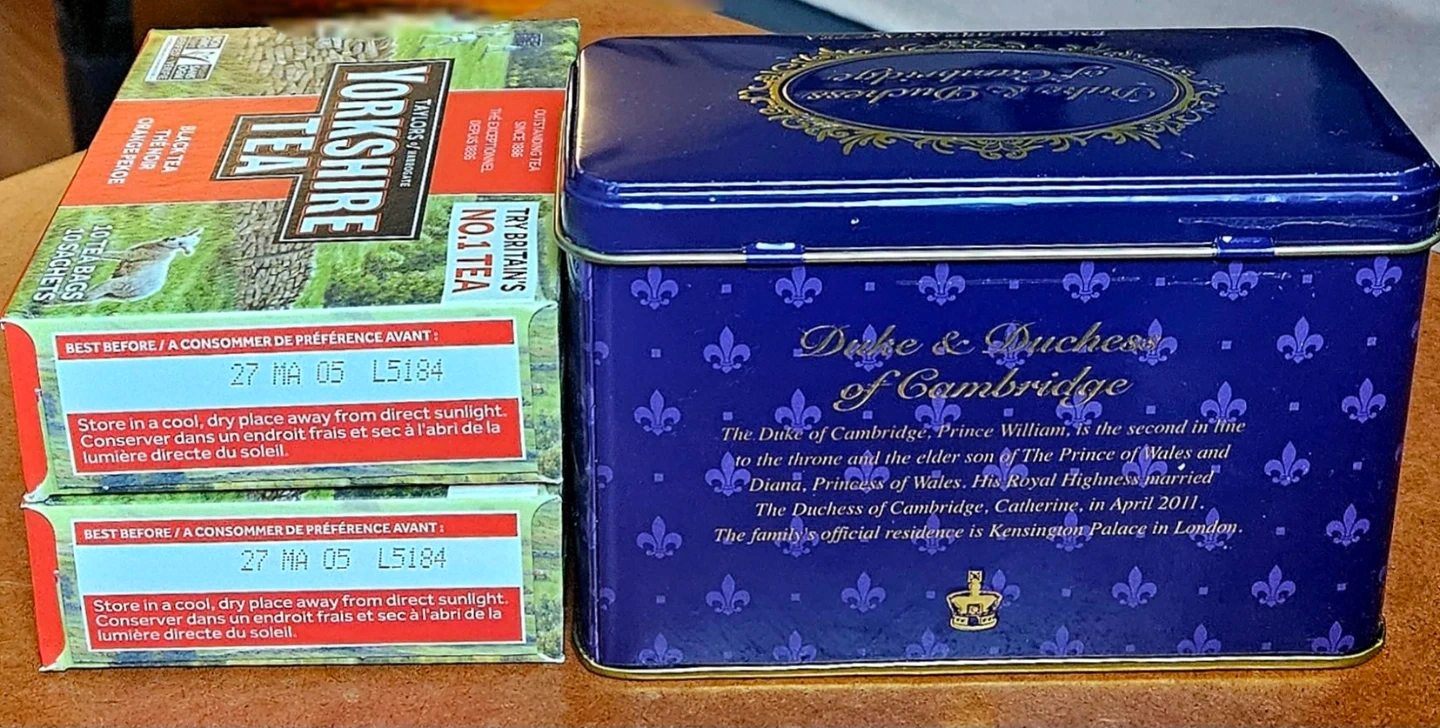 TAYLORS of HARROGATE
YORKSHIRE
TEA
OUTSTANDING TEA
SINCE 1886
THÉ EXCEPTIONNEL
DEPUIS 1886
BLACK TEA
THÉ NOIR
ORANGE PEKOE
TRY BRITAIN'S
NO.1 TEA
10 TEA BAGS
10 SACHETS
BEST BEFORE / A CONSOMMER DE PRÉFÉRENCE AVANT :
27 MA 05 L5184
Store in a cool, dry place away from direct sunlight.
Conserver dans un endroit frais et sec à l'abri de la
lumière directe du soleil.
BEST BEFORE / A CONSOMMER DE PRÉFÉRENCE AVANT :
27 MA 05 L5184
Store in a cool, dry place away from direct sunlight.
Conserver dans un endroit frais et sec à l'abri de la
lumière directe du soleil.
Duke & Duchess
of Cambridge
Duke & Duchess
of Cambridge
The Duke of Cambridge, Prince William, is the second in line
to the throne and the elder son of The Prince of Wales and
Diana, Princess of Wales. His Royal Highness married
The Duchess of Cambridge, Catherine, in April 2011.
The family's official residence is Kensington Palace in London.